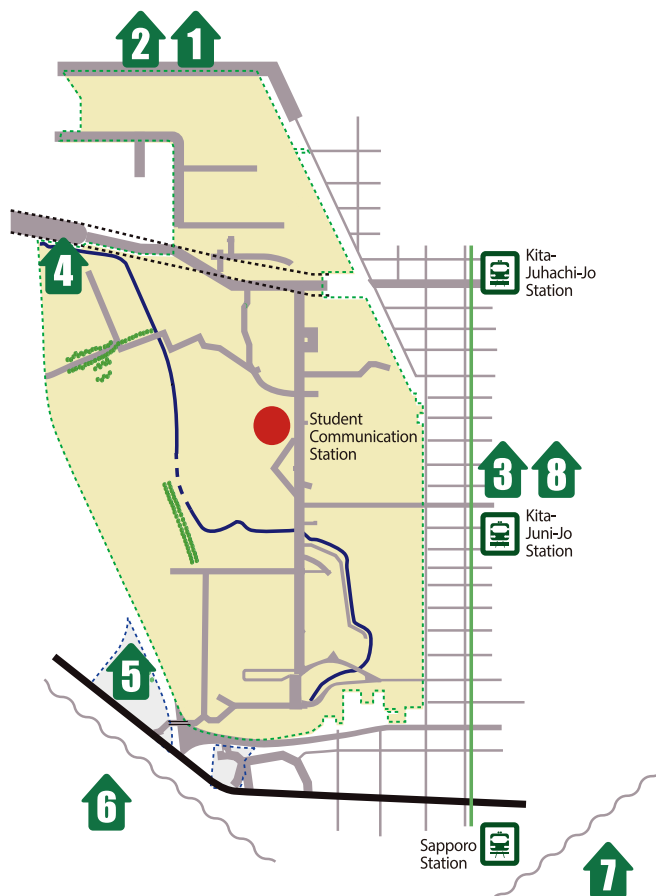 2
1
4
Kita-
Juhachi-Jo
Station
Student
Communication
Station
3
8
Kita-
Juni-Jo
Station
5
6
Sapporo
Station
7